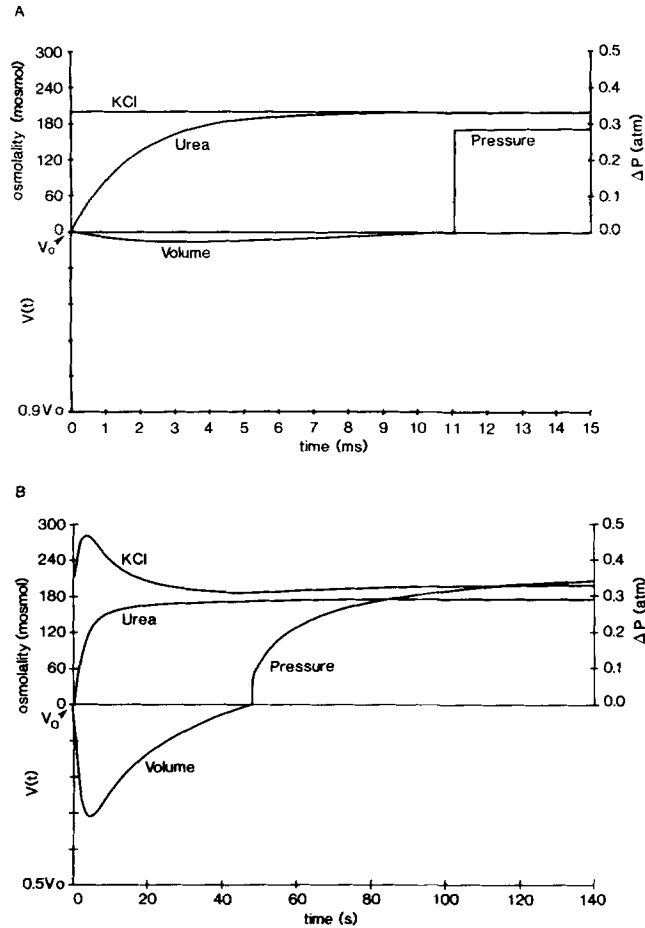 A
osmolality (mosmol)
300
240
180
120
60
0
KCl
Urea
Pressure
0.5
0.4
0.3
0.2
0.1
0.0
ΔP (atm)
Vo
Volume
V(t)
0.9Vo
0 1 2 3 4 5 6 7 8 9 10 11 12 13 14 15
time (ms)
B
osmolality (mosmol)
300
240
180
120
60
0
KCl
Urea
Pressure
0.5
0.4
0.3
0.2
0.1
0.0
ΔP (atm)
Vo
Volume
V(t)
0.5Vo
0 20 40 60 80 100 120 140
time (s)